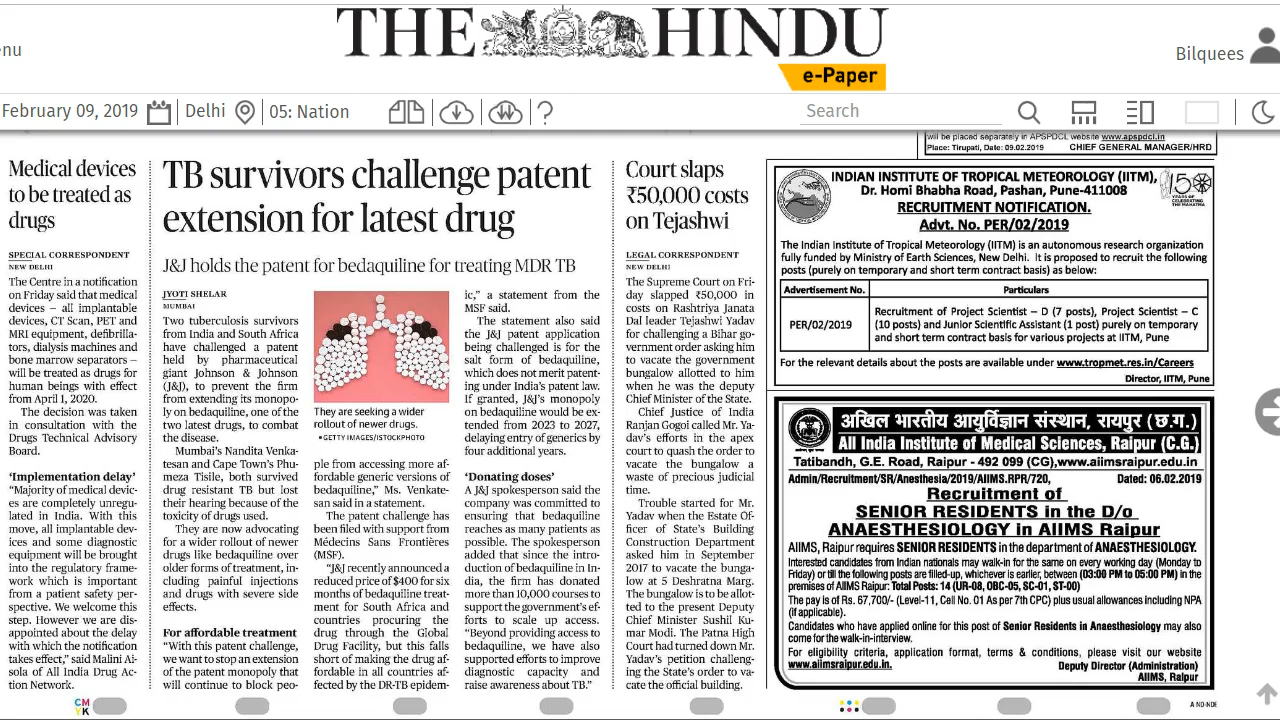 THE HINDU
e-Paper
enu
Bilquees
February 09, 2019
Delhi
05: Nation
?
Search
Medical devices
to be treated as
drugs
SPECIAL CORRESPONDENT
NEW DELHI
The Centre in a notification
on Friday said that medical
devices – all implantable
devices, CT Scan, PET and
MRI equipment, defibrilla-
tors, dialysis machines and
bone marrow separators –
will be treated as drugs for
human beings with effect
from April 1, 2020.
The decision was taken
in consultation with the
Drugs Technical Advisory
Board.
‘Implementation delay’
“Majority of medical devic-
es are completely unregu-
lated in India. With this
move, all implantable dev-
ices and some diagnostic
equipment will be brought
into the regulatory frame-
work which is important
from a patient safety per-
spective. We welcome this
step. However we are dis-
appointed about the delay
with which the notification
takes effect,” said Malini Ai-
sola of All India Drug Ac-
tion Network.
TB survivors challenge patent
extension for latest drug
J&J holds the patent for bedaquiline for treating MDR TB
JYOTI SHELAR
MUMBAI
Two tuberculosis survivors
from India and South Africa
have challenged a patent
held by pharmaceutical
giant Johnson & Johnson
(J&J), to prevent the firm
from extending its monopo-
ly on bedaquiline, one of the
two latest drugs, to combat
the disease.
Mumbai’s Nandita Venka-
tesan and Cape Town’s Phu-
meza Tisile, both survived
drug resistant TB but lost
their hearing because of the
toxicity of drugs used.
They are now advocating
for a wider rollout of newer
drugs like bedaquiline over
older forms of treatment, in-
cluding painful injections
and drugs with severe side
effects.
For affordable treatment
“With this patent challenge,
we want to stop an extension
of the patent monopoly that
will continue to block peo-
They are seeking a wider
rollout of newer drugs.
▪GETTY IMAGES/ISTOCKPHOTO
ple from accessing more af-
fordable generic versions of
bedaquiline,” Ms. Venkate-
san said in a statement.
The patent challenge has
been filed with support from
Médecins Sans Frontières
(MSF).
“J&J recently announced a
reduced price of $400 for six
months of bedaquiline treat-
ment for South Africa and
countries procuring the
drug through the Global
Drug Facility, but this falls
short of making the drug af-
fordable in all countries af-
fected by the DR-TB epidem-
ic,” a statement from the
MSF said.
The statement also said
the J&J patent application
being challenged is for the
salt form of bedaquiline,
which does not merit patent-
ing under India’s patent law.
If granted, J&J’s monopoly
on bedaquiline would be ex-
tended from 2023 to 2027,
delaying entry of generics by
four additional years.
‘Donating doses’
A J&J spokesperson said the
company was committed to
ensuring that bedaquiline
reaches as many patients as
possible. The spokesperson
added that since the intro-
duction of bedaquiline in In-
dia, the firm has donated
more than 10,000 courses to
support the government’s ef-
forts to scale up access.
“Beyond providing access to
bedaquiline, we have also
supported efforts to improve
diagnostic capacity and
raise awareness about TB.”
Court slaps
₹50,000 costs
on Tejashwi
LEGAL CORRESPONDENT
NEW DELHI
The Supreme Court on Fri-
day slapped ₹50,000 in
costs on Rashtriya Janata
Dal leader Tejashwi Yadav
for challenging a Bihar go-
vernment order asking him
to vacate the government
bungalow allotted to him
when he was the deputy
Chief Minister of the State.
Chief Justice of India
Ranjan Gogoi called Mr. Ya-
dav’s efforts in the apex
court to quash the order to
vacate the bungalow a
waste of precious judicial
time.
Trouble started for Mr.
Yadav when the Estate Of-
ficer of State’s Building
Construction Department
asked him in September
2017 to vacate the bunga-
low at 5 Deshratna Marg.
The bungalow is to be allot-
ted to the present Deputy
Chief Minister Sushil Ku-
mar Modi. The Patna High
Court had turned down Mr.
Yadav’s petition challeng-
ing the State’s order to va-
cate the official building.
will be placed separately in APSPDCL website www.apspdcl.in
Place: Tirupati, Date: 09.02.2019 CHIEF GENERAL MANAGER/HRD
INDIAN INSTITUTE OF TROPICAL METEOROLOGY (IITM),
Dr. Homi Bhabha Road, Pashan, Pune-411008
RECRUITMENT NOTIFICATION.
Advt. No. PER/02/2019
150
YEARS OF
CELEBRATING
THE MAHATMA
The Indian Institute of Tropical Meteorology (IITM) is an autonomous research organization
fully funded by Ministry of Earth Sciences, New Delhi. It is proposed to recruit the following
posts (purely on temporary and short term contract basis) as below:
Advertisement No. Particulars
PER/02/2019
Recruitment of Project Scientist – D (7 posts), Project Scientist – C
(10 posts) and Junior Scientific Assistant (1 post) purely on temporary
and short term contract basis for various projects at IITM, Pune
For the relevant details about the posts are available under www.tropmet.res.in/Careers
Director, IITM, Pune
अखिल भारतीय आयुर्विज्ञान संस्थान, रायपुर (छ.ग.)
All India Institute of Medical Sciences, Raipur (C.G.)
Tatibandh, G.E. Road, Raipur - 492 099 (CG),www.aiimsraipur.edu.in
Admin/Recruitment/SR/Anesthesia/2019/AIIMS.RPR/720, Dated: 06.02.2019
Recruitment of
SENIOR RESIDENTS in the D/o
ANAESTHESIOLOGY in AIIMS Raipur
AIIMS, Raipur requires SENIOR RESIDENTS in the department of ANAESTHESIOLOGY.
Interested candidates from Indian nationals may walk-in for the same on every working day (Monday to
Friday) or till the following posts are filled-up, whichever is earlier, between (03:00 PM to 05:00 PM) in the
premises of AIIMS Raipur: Total Posts: 14 (UR-08, OBC-05, SC-01, ST-00)
The pay is of Rs. 67,700/- (Level-11, Cell No. 01 As per 7th CPC) plus usual allowances including NPA
(if applicable).
Candidates who have applied online for this post of Senior Residents in Anaesthesiology may also
come for the walk-in-interview.
For eligibility criteria, application format, terms & conditions, please visit our website
www.aiimsraipur.edu.in.
Deputy Director (Administration)
AIIMS, Raipur
CM
YK
A ND-NDE